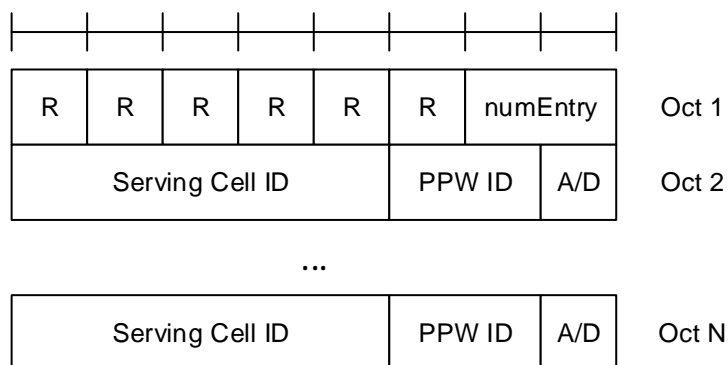 R R R R R R numEntry Oct 1
Serving Cell ID PPW ID A/D Oct 2
...
Serving Cell ID PPW ID A/D Oct N